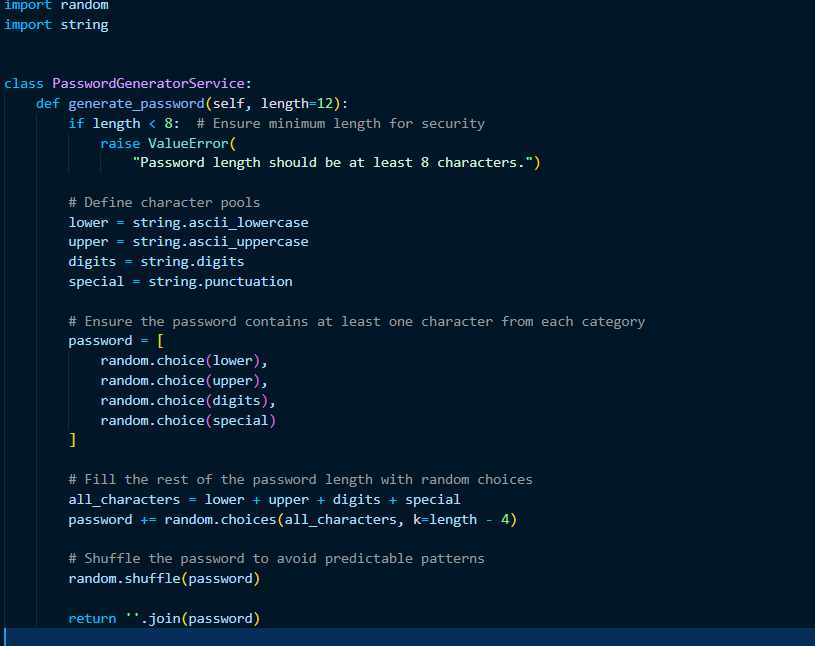 import random
import string
class PasswordGeneratorService:
    def generate_password(self, length=12):
        if length < 8:  # Ensure minimum length for security
            raise ValueError(
                "Password length should be at least 8 characters.")
        # Define character pools
        lower = string.ascii_lowercase
        upper = string.ascii_uppercase
        digits = string.digits
        special = string.punctuation
        # Ensure the password contains at least one character from each category
        password = [
            random.choice(lower),
            random.choice(upper),
            random.choice(digits),
            random.choice(special)
        ]
        # Fill the rest of the password length with random choices
        all_characters = lower + upper + digits + special
        password += random.choices(all_characters, k=length - 4)
        # Shuffle the password to avoid predictable patterns
        random.shuffle(password)
        return ''.join(password)